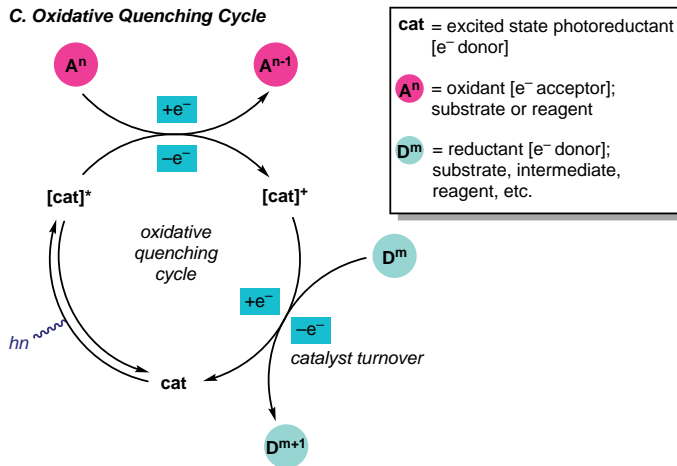 C. Oxidative Quenching Cycle
Aⁿ
Aⁿ⁻¹
+e⁻
–e⁻
[cat]*
[cat]⁺
oxidative
quenching
cycle
Dᵐ
+e⁻
–e⁻
hn
catalyst turnover
cat
Dᵐ⁺¹
cat = excited state photoreductant
[e⁻ donor]
Aⁿ = oxidant [e⁻ acceptor];
substrate or reagent
Dᵐ = reductant [e⁻ donor];
substrate, intermediate,
reagent, etc.